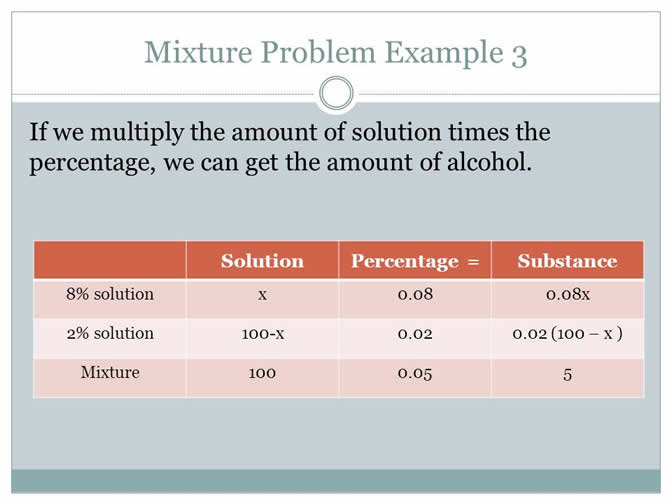 Mixture Problem Example 3
If we multiply the amount of solution times the
percentage, we can get the amount of alcohol.
Solution Percentage = Substance
8% solution x 0.08 0.08x
2% solution 100-x 0.02 0.02 (100 – x )
Mixture 100 0.05 5